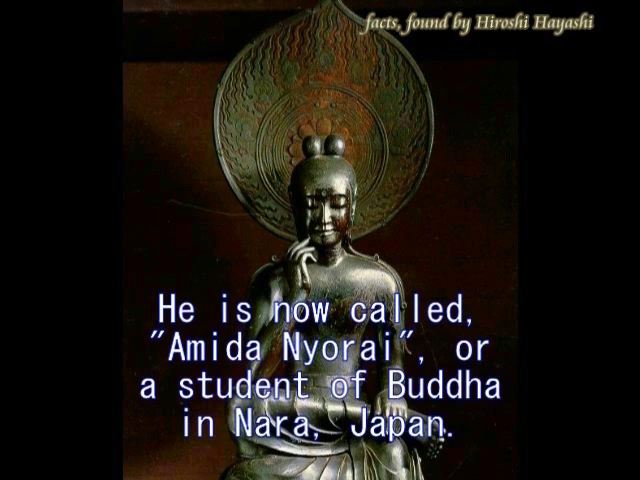 facts, found by Hiroshi Hayashi
He is now called,
"Amida Nyorai", or
a student of Buddha
in Nara, Japan.